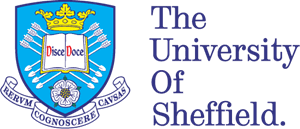 Disce Doce
RERVM COGNOSCERE CAVSAS
The
University
Of
Sheffield.